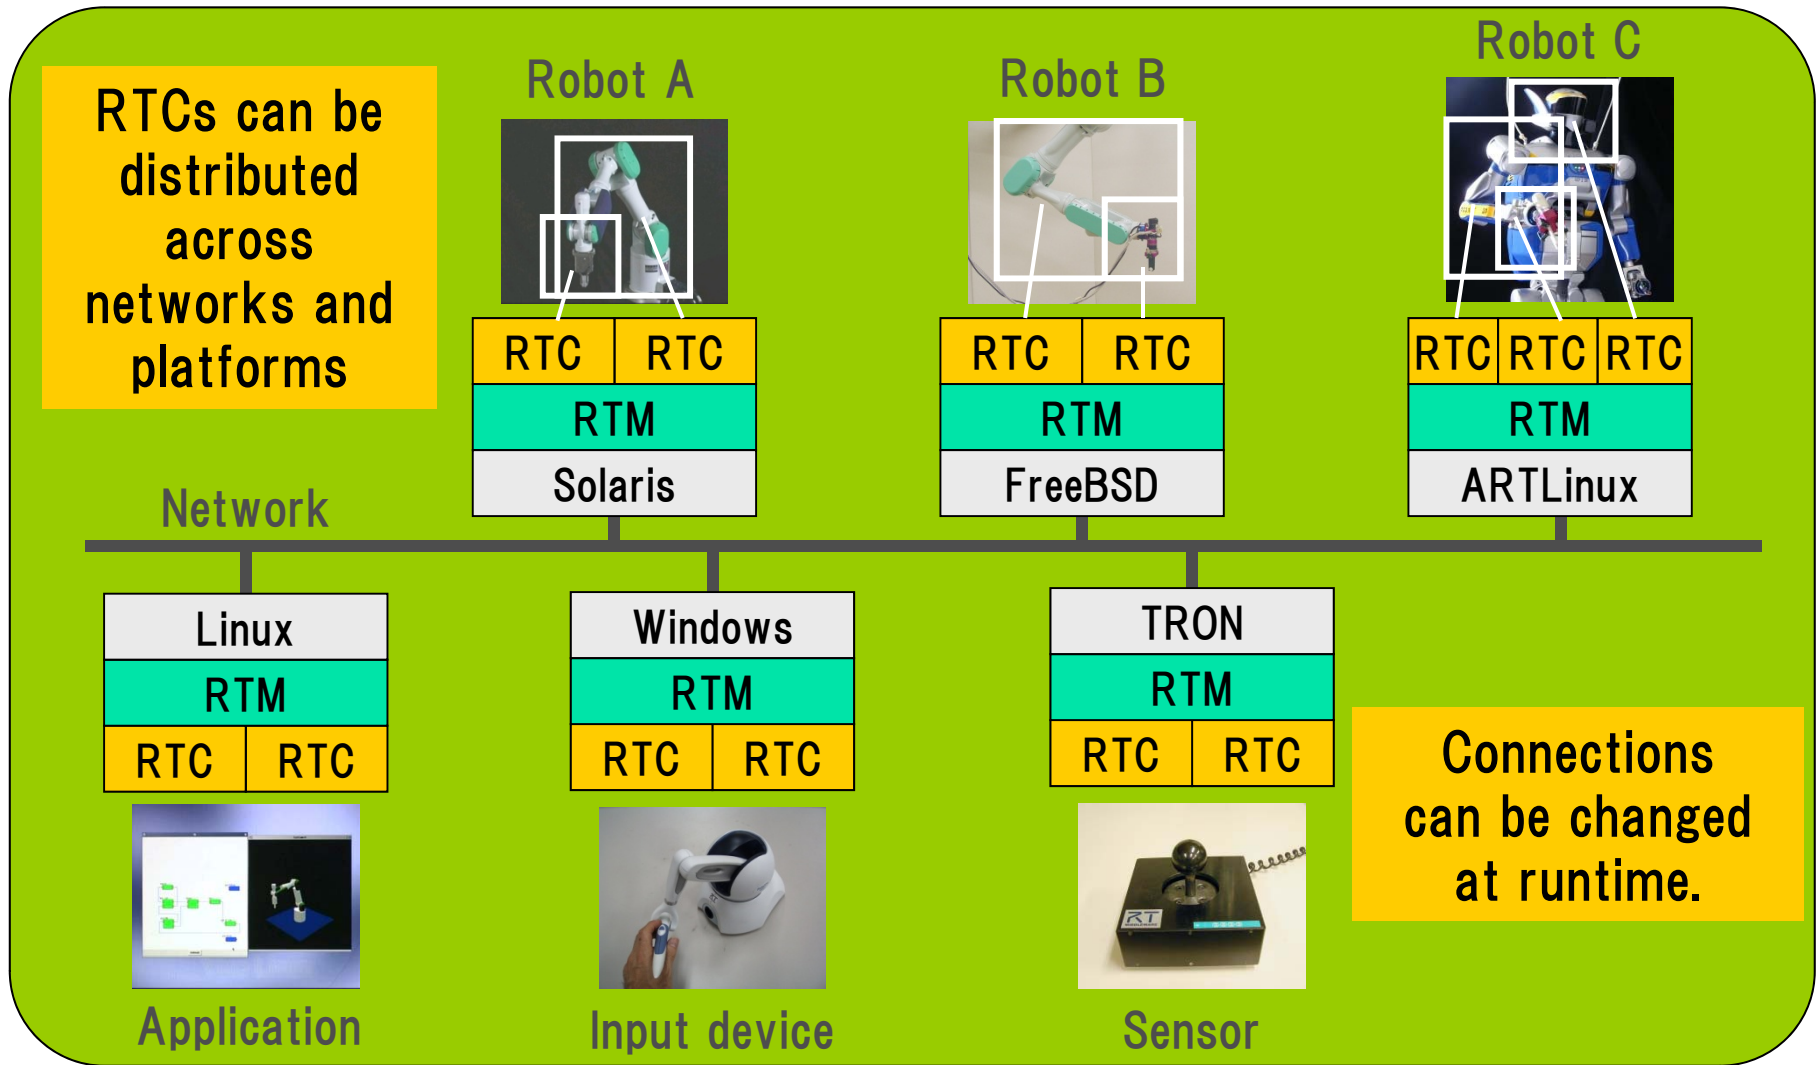 Robot A
Robot B
Robot C
RTCs can be
distributed
across
networks and
platforms
RTC RTC
RTM
Solaris
RTC RTC
RTM
FreeBSD
RTC RTC RTC
RTM
ARTLinux
Network
Linux
RTM
RTC RTC
Windows
RTM
RTC RTC
TRON
RTM
RTC RTC
Connections
can be changed
at runtime.
RT
Application
Input device
Sensor